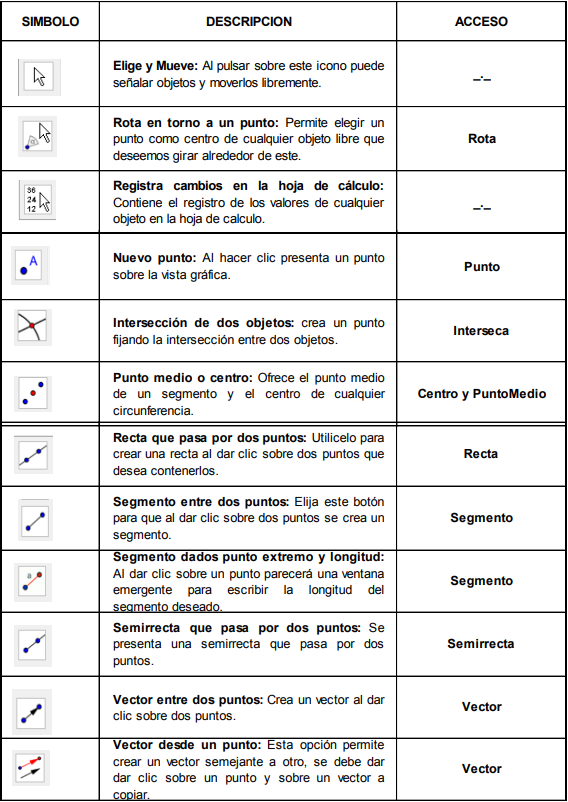 SIMBOLO DESCRIPCION ACCESO
Elige y Mueve: Al pulsar sobre este icono puede
señalar objetos y moverlos libremente.
_._
Rota en torno a un punto: Permite elegir un
punto como centro de cualquier objeto libre que
deseemos girar alrededor de este.
Rota
36
24
12
Registra cambios en la hoja de cálculo:
Contiene el registro de los valores de cualquier
objeto en la hoja de calculo.
_._
A
Nuevo punto: Al hacer clic presenta un punto
sobre la vista gráfica.
Punto
Intersección de dos objetos: crea un punto
fijando la intersección entre dos objetos.
Interseca
Punto medio o centro: Ofrece el punto medio
de un segmento y el centro de cualquier
circunferencia.
Centro y PuntoMedio
Recta que pasa por dos puntos: Utilicelo para
crear una recta al dar clic sobre dos puntos que
desea contenerlos.
Recta
Segmento entre dos puntos: Elija este botón
para que al dar clic sobre dos puntos se crea un
segmento.
Segmento
a
Segmento dados punto extremo y longitud:
Al dar clic sobre un punto parecerá una ventana
emergente para escribir la longitud del
segmento deseado.
Segmento
Semirrecta que pasa por dos puntos: Se
presenta una semirrecta que pasa por dos
puntos.
Semirrecta
Vector entre dos puntos: Crea un vector al dar
clic sobre dos puntos.
Vector
Vector desde un punto: Esta opción permite
crear un vector semejante a otro, se debe dar
dar clic sobre un punto y sobre un vector a
copiar.
Vector